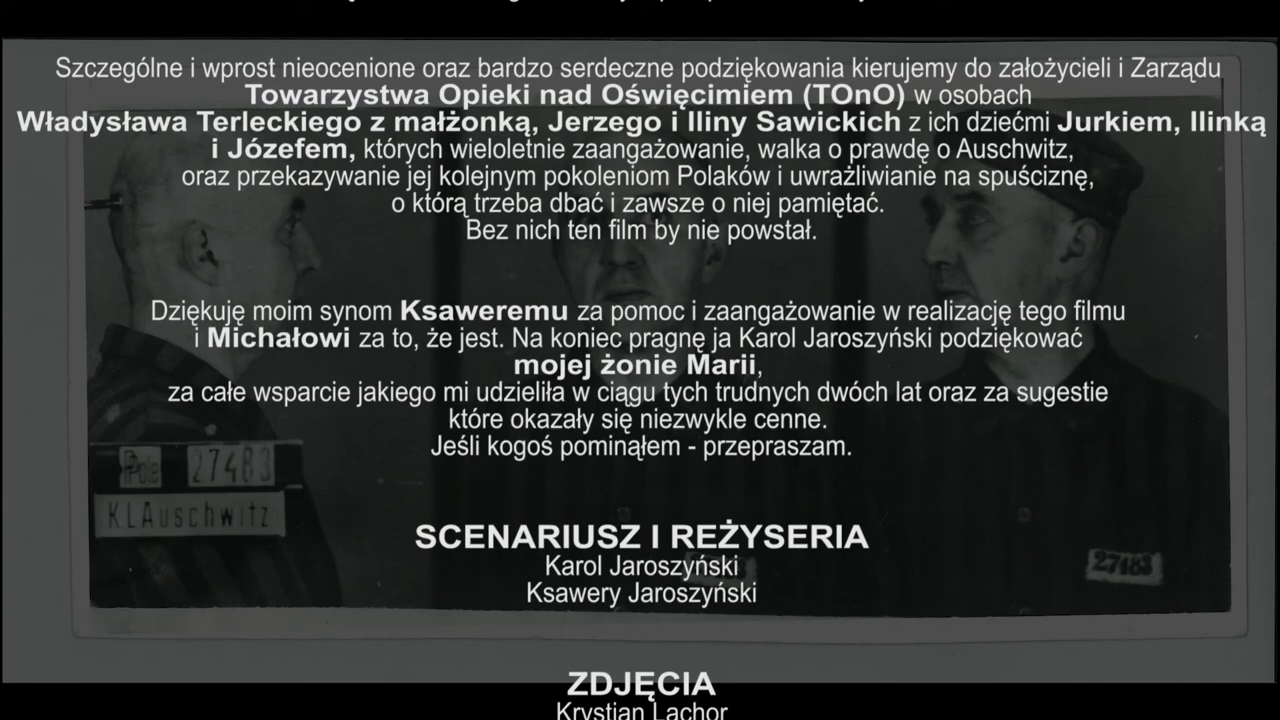 Szczególne i wprost nieocenione oraz bardzo serdeczne podziękowania kierujemy do założycieli i Zarządu
Towarzystwa Opieki nad Oświęcimiem (TOnO) w osobach
Władysława Terleckiego z małżonką, Jerzego i Iliny Sawickich z ich dziećmi Jurkiem, Ilinką
i Józefem, których wieloletnie zaangażowanie, walka o prawdę o Auschwitz,
oraz przekazywanie jej kolejnym pokoleniom Polaków i uwrażliwianie na spuściznę,
o którą trzeba dbać i zawsze o niej pamiętać.
Bez nich ten film by nie powstał.
Dziękuję moim synom Ksaweremu za pomoc i zaangażowanie w realizację tego filmu
i Michałowi za to, że jest. Na koniec pragnę ja Karol Jaroszyński podziękować
mojej żonie Marii,
za całe wsparcie jakiego mi udzieliła w ciągu tych trudnych dwóch lat oraz za sugestie
które okazały się niezwykle cenne.
Jeśli kogoś pominąłem - przepraszam.
Pole 27483
KLAuschwitz
SCENARIUSZ I REŻYSERIA
Karol Jaroszyński
Ksawery Jaroszyński
27483
ZDJĘCIA
Krystian Lachor